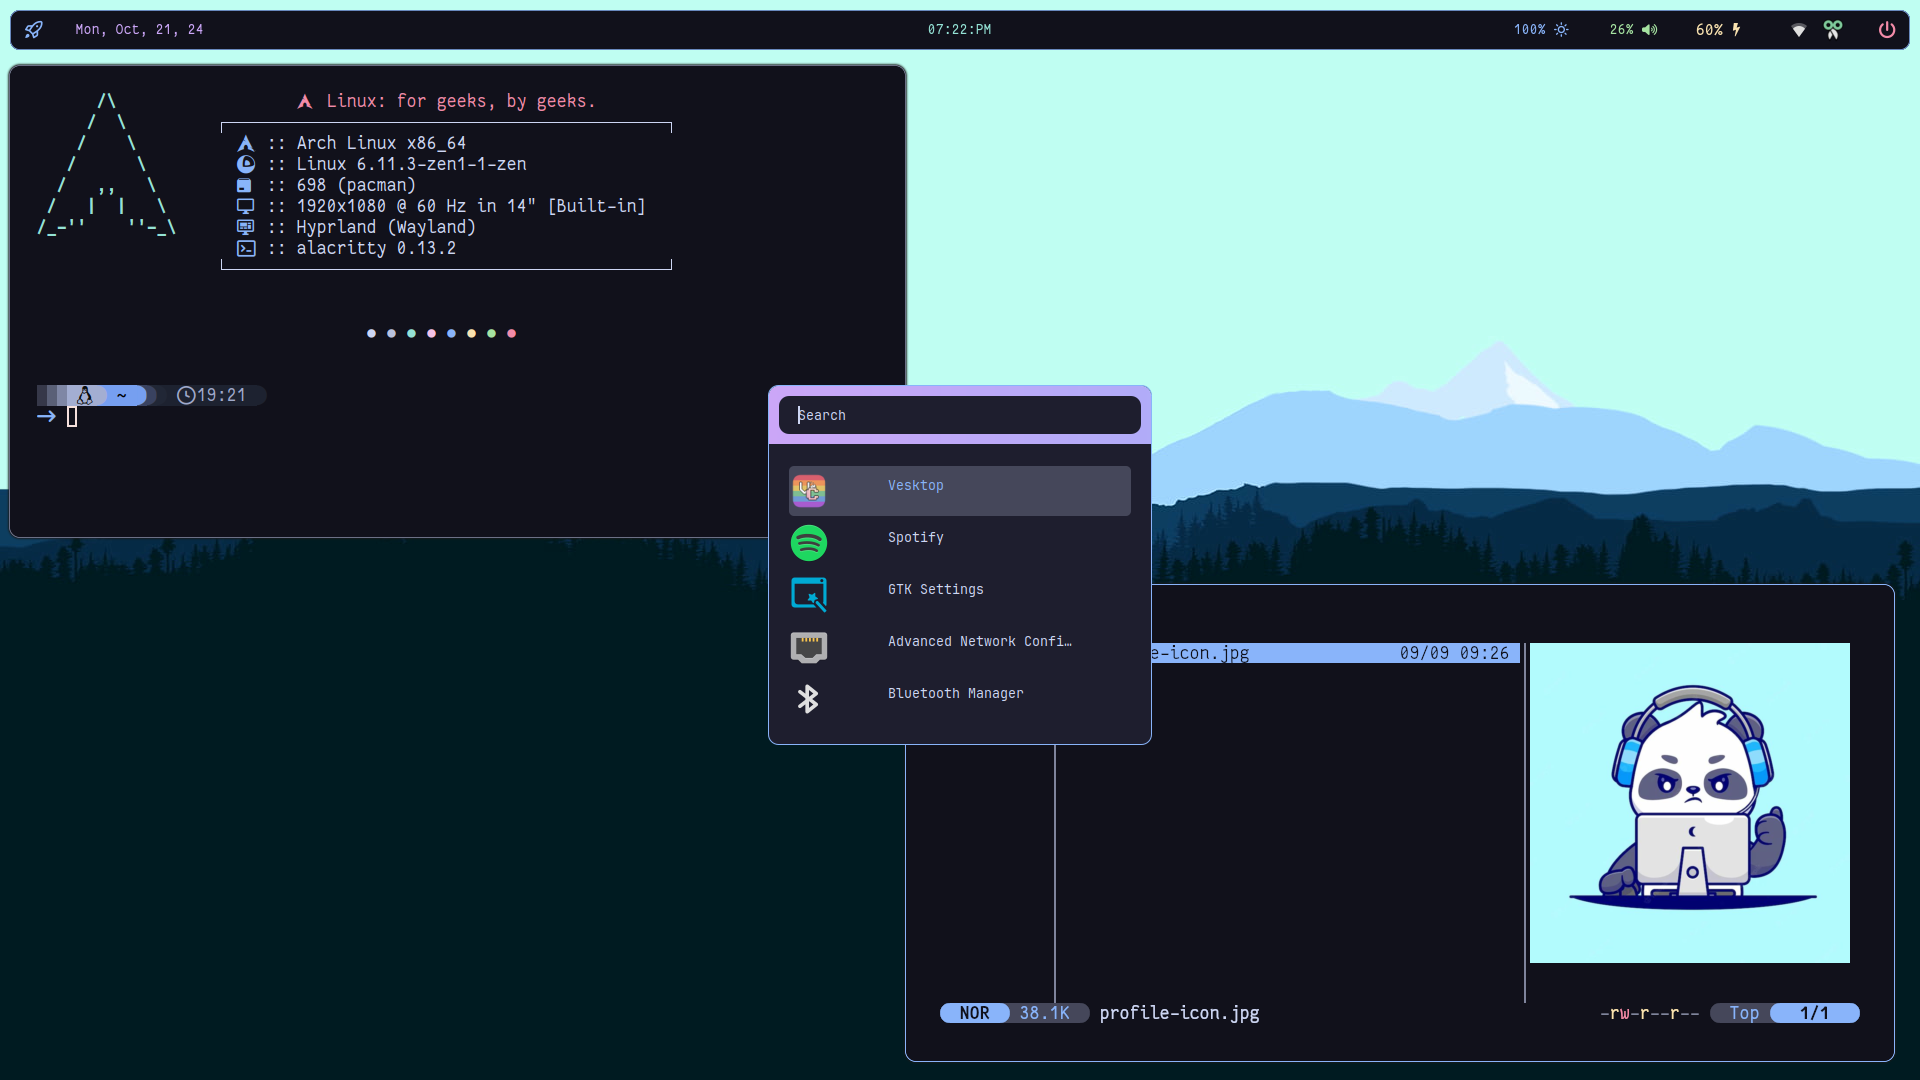 Mon, Oct, 21, 24
07:22:PM
100%
26%
60%
Linux: for geeks, by geeks.
:: Arch Linux x86_64
:: Linux 6.11.3-zen1-1-zen
:: 698 (pacman)
:: 1920x1080 @ 60 Hz in 14" [Built-in]
:: Hyprland (Wayland)
:: alacritty 0.13.2
~ 19:21
Search
Vesktop
Spotify
GTK Settings
Advanced Network Confi…
Bluetooth Manager
e-icon.jpg 09/09 09:26
NOR 38.1K profile-icon.jpg -rw-r--r-- Top 1/1